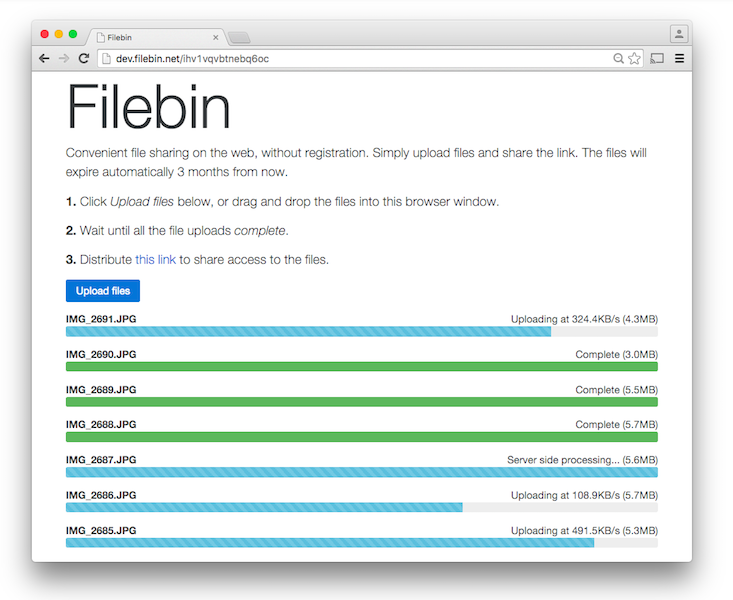 Filebin
dev.filebin.net/ihv1vqvbtnebq6oc
Filebin
Convenient file sharing on the web, without registration. Simply upload files and share the link. The files will
expire automatically 3 months from now.
1. Click Upload files below, or drag and drop the files into this browser window.
2. Wait until all the file uploads complete.
3. Distribute this link to share access to the files.
Upload files
IMG_2691.JPG Uploading at 324.4KB/s (4.3MB)
IMG_2690.JPG Complete (3.0MB)
IMG_2689.JPG Complete (5.5MB)
IMG_2688.JPG Complete (5.7MB)
IMG_2687.JPG Server side processing... (5.6MB)
IMG_2686.JPG Uploading at 108.9KB/s (5.7MB)
IMG_2685.JPG Uploading at 491.5KB/s (5.3MB)